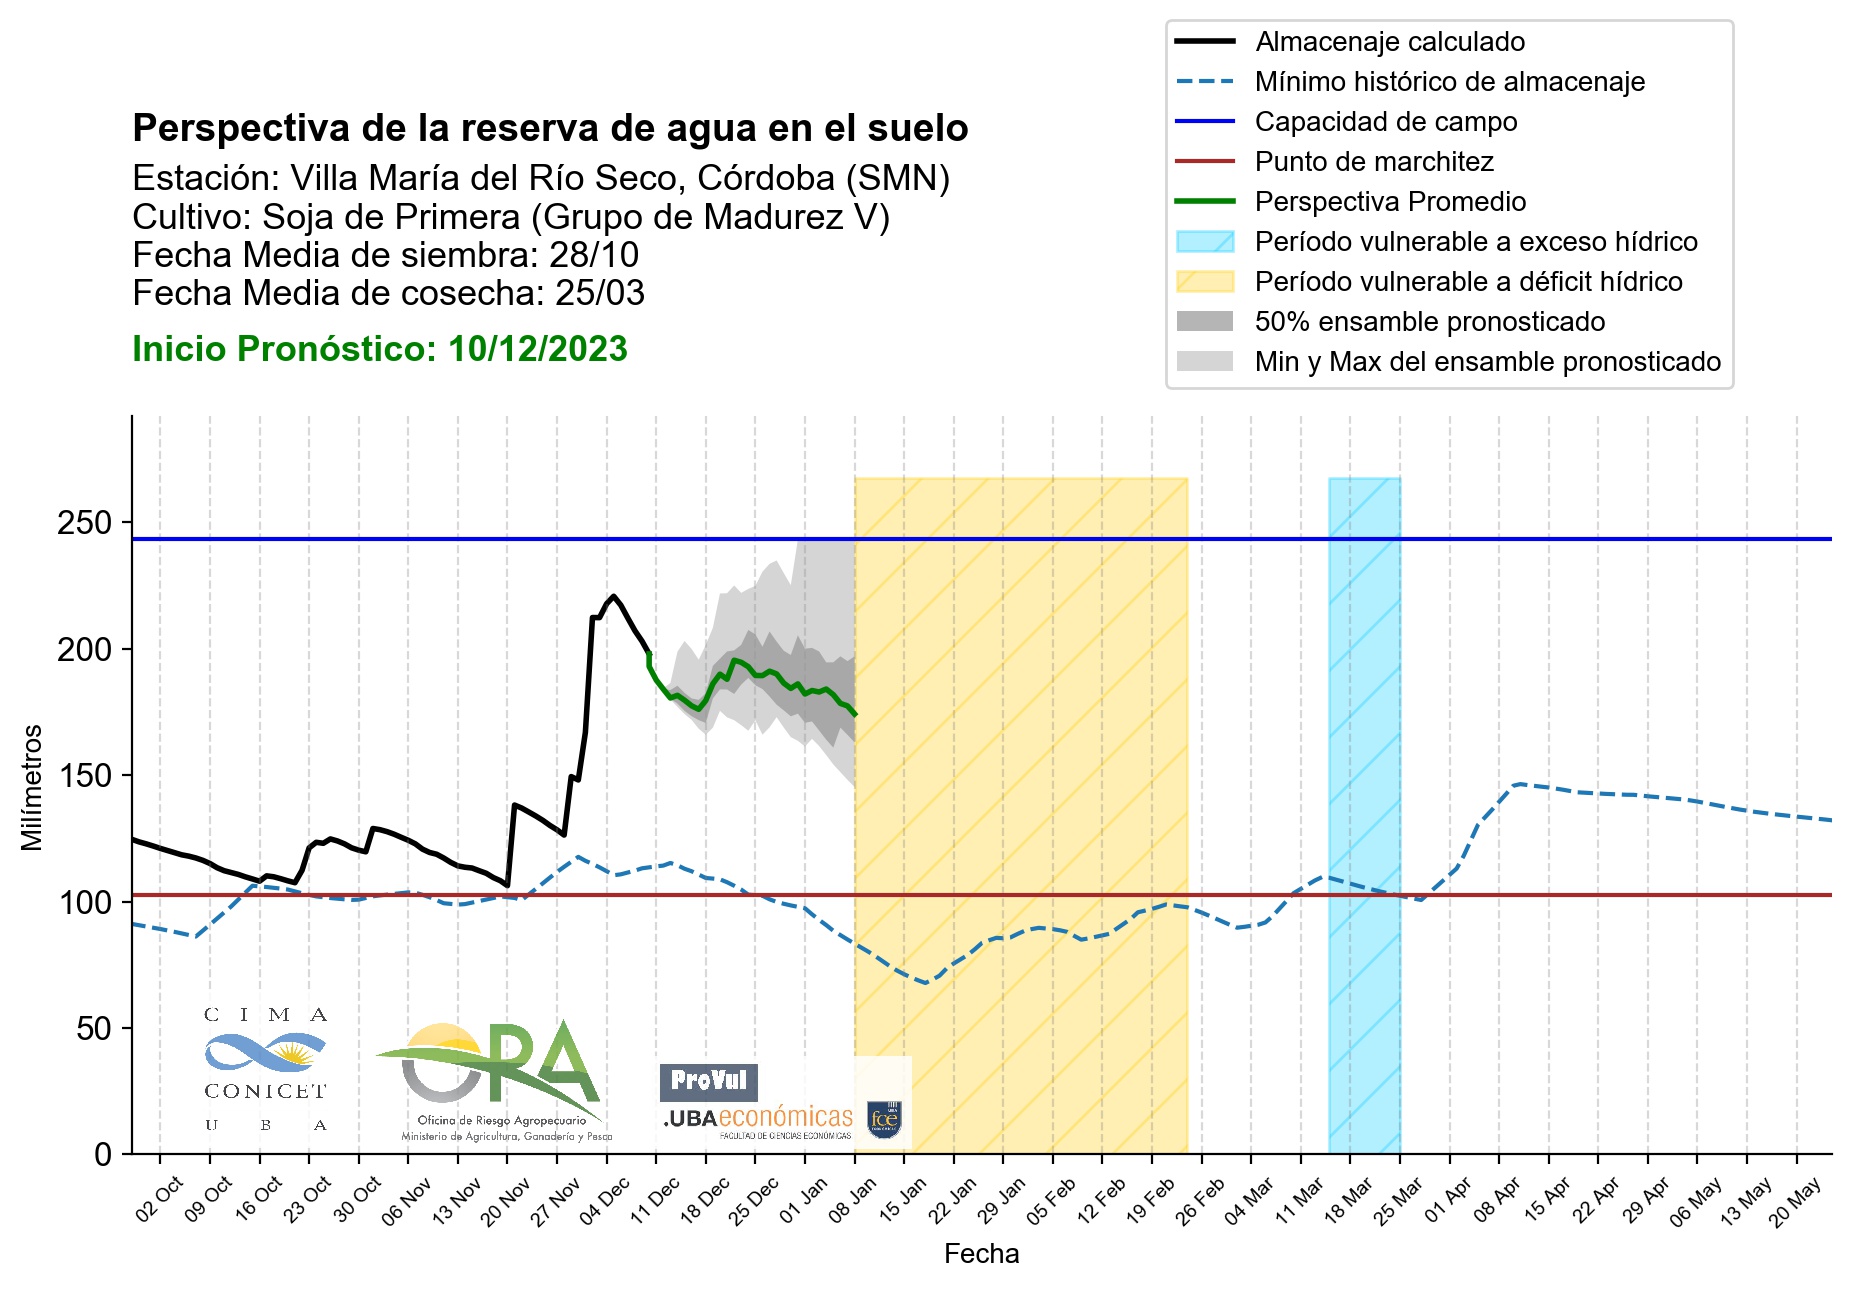 Almacenaje calculado
Mínimo histórico de almacenaje
Capacidad de campo
Punto de marchitez
Perspectiva Promedio
Período vulnerable a exceso hídrico
Período vulnerable a déficit hídrico
50% ensamble pronosticado
Min y Max del ensamble pronosticado
Perspectiva de la reserva de agua en el suelo
Estación: Villa María del Río Seco, Córdoba (SMN)
Cultivo: Soja de Primera (Grupo de Madurez V)
Fecha Media de siembra: 28/10
Fecha Media de cosecha: 25/03
Inicio Pronóstico: 10/12/2023
Milímetros
250
200
150
100
50
0
CIMA
CONICET
UBA
ORA
Oficina de Riesgo Agropecuario
Ministerio de Agricultura, Ganadería y Pesca
ProVul
.UBAeconómicas
FACULTAD DE CIENCIAS ECONÓMICAS
fce
02 Oct
09 Oct
16 Oct
23 Oct
30 Oct
06 Nov
13 Nov
20 Nov
27 Nov
04 Dec
11 Dec
18 Dec
25 Dec
01 Jan
08 Jan
15 Jan
22 Jan
29 Jan
05 Feb
12 Feb
19 Feb
26 Feb
04 Mar
11 Mar
18 Mar
25 Mar
01 Apr
08 Apr
15 Apr
22 Apr
29 Apr
06 May
13 May
20 May
Fecha